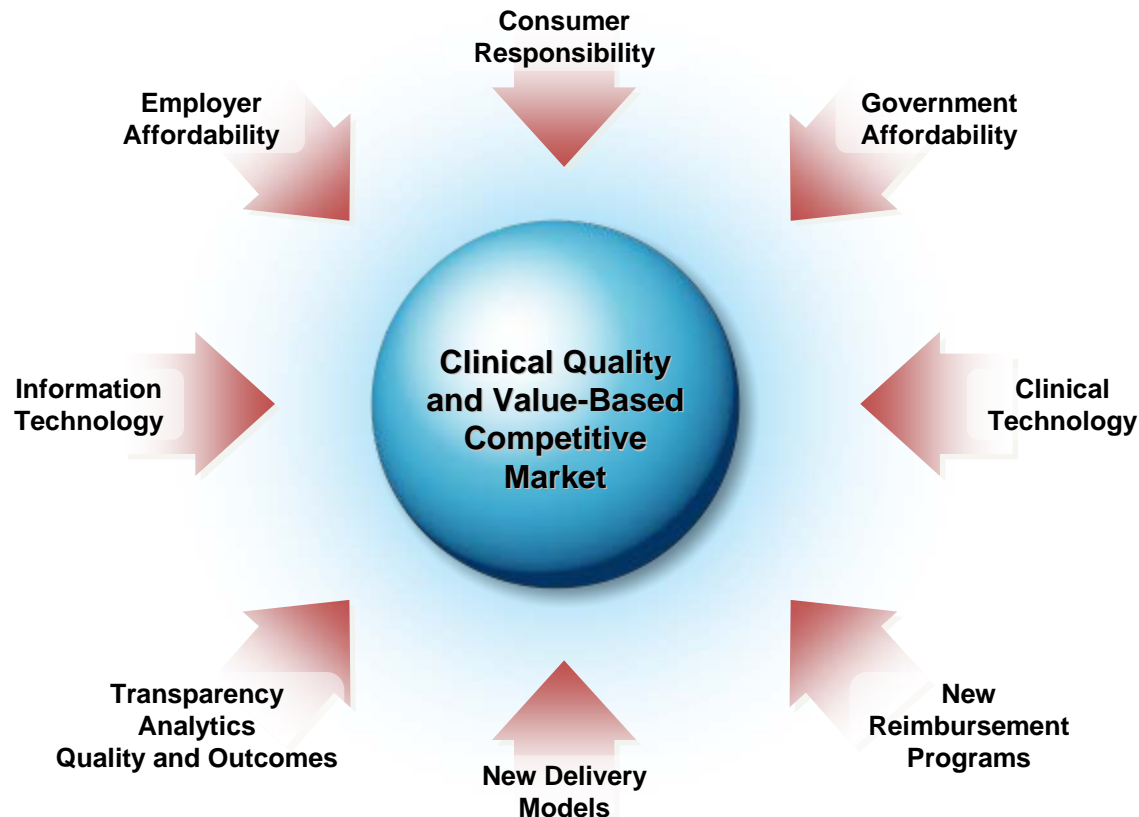 Consumer
Responsibility
Employer
Affordability
Government
Affordability
Information
Technology
Clinical Quality
and Value-Based
Competitive
Market
Clinical
Technology
Transparency
Analytics
Quality and Outcomes
New Delivery
Models
New
Reimbursement
Programs